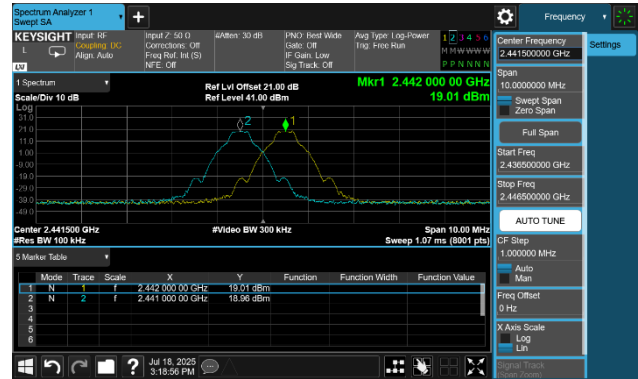 Spectrum Analyzer 1
Swept SA
+
Frequency
KEYSIGHT
L
LXI
Input: RF
Coupling: DC
Align: Auto
Input Z: 50 Ω
Corrections: Off
Freq Ref: Int (S)
NFE: Off
#Atten: 30 dB
PNO: Best Wide
Gate: Off
IF Gain: Low
Sig Track: Off
Avg Type: Log-Power
Trig: Free Run
1 2 3 4 5 6
M M W W W W
P P N N N N
1 Spectrum
Scale/Div 10 dB
Ref Lvl Offset 21.00 dB
Ref Level 41.00 dBm
Mkr1 2.442 000 00 GHz
19.01 dBm
Log
31.0
21.0
11.0
1.00
-9.00
-19.0
-29.0
-39.0
-49.0
2
1
Center 2.441500 GHz
#Res BW 100 kHz
#Video BW 300 kHz
Span 10.00 MHz
Sweep 1.07 ms (8001 pts)
5 Marker Table
Mode Trace Scale X Y Function Function Width Function Value
1 N 1 f 2.442 000 00 GHz 19.01 dBm
2 N 2 f 2.441 000 00 GHz 18.96 dBm
3
4
5
6
Jul 18, 2025
3:18:56 PM
Center Frequency
2.441500000 GHz
Settings
Span
10.0000000 MHz
Swept Span
Zero Span
Full Span
Start Freq
2.436500000 GHz
Stop Freq
2.446500000 GHz
AUTO TUNE
CF Step
1.000000 MHz
Auto
Man
Freq Offset
0 Hz
X Axis Scale
Log
Lin
Signal Track
(Span Zoom)